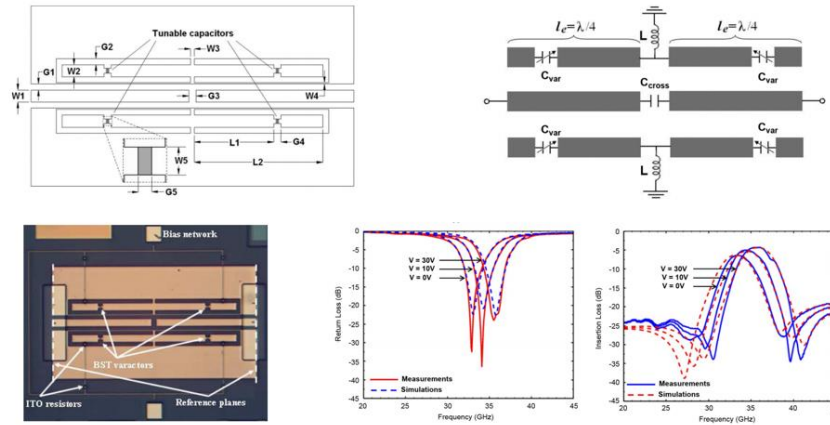 G2
Tunable capacitors
W3
G1
W2
W1
G3
W4
L1
G4
L2
W5
G5
lₑ=λ/4
L
lₑ=λ/4
Cvar
Ccross
Cvar
Cvar
Cvar
L
Bias network
BST varactors
ITO resistors
Reference planes
0
-5
-10
-15
-20
-25
-30
-35
-40
-45
Return Loss (dB)
V = 30V
V = 10V
V = 0V
Measurements
Simulations
20
25
30
35
40
45
Frequency (GHz)
0
-5
-10
-15
-20
-25
-30
-35
-40
-45
Insertion Loss (dB)
V = 30V
V = 10V
V = 0V
Measurements
Simulations
20
25
30
35
40
Frequency (GHz)